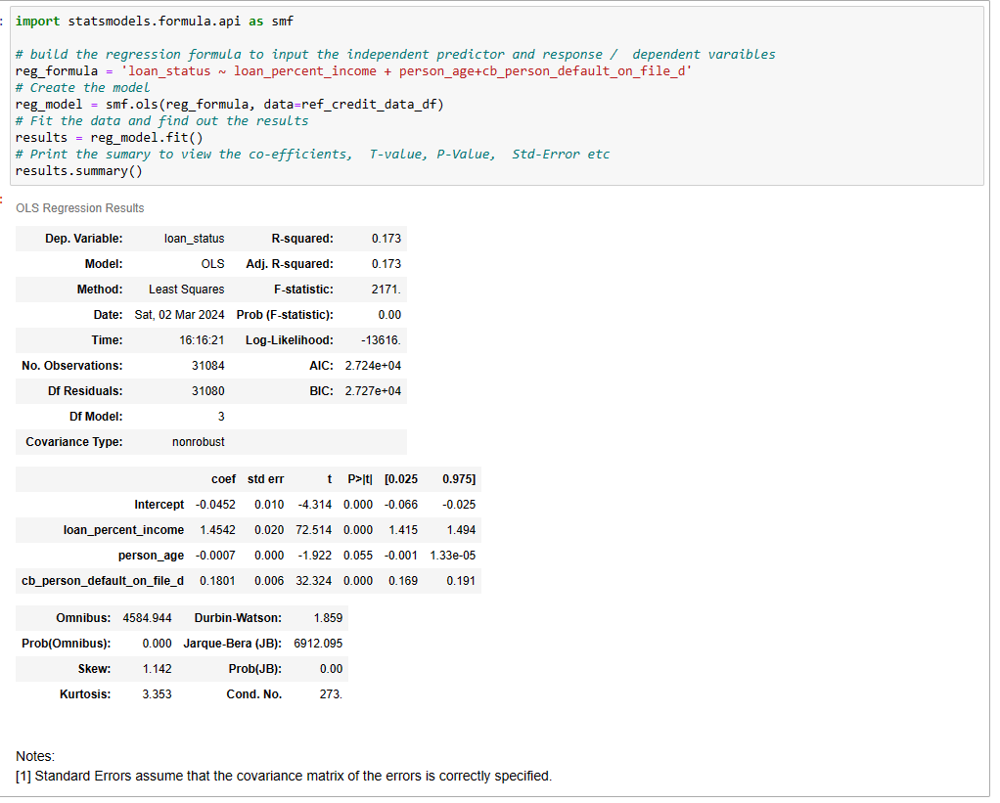 import statsmodels.formula.api as smf
# build the regression formula to input the independent predictor and response /  dependent varaibles
reg_formula = 'loan_status ~ loan_percent_income + person_age+cb_person_default_on_file_d'
# Create the model
reg_model = smf.ols(reg_formula, data=ref_credit_data_df)
# Fit the data and find out the results
results = reg_model.fit()
# Print the sumary to view the co-efficients,  T-value, P-Value,  Std-Error etc
results.summary()
OLS Regression Results
Dep. Variable: loan_status R-squared: 0.173
Model: OLS Adj. R-squared: 0.173
Method: Least Squares F-statistic: 2171.
Date: Sat, 02 Mar 2024 Prob (F-statistic): 0.00
Time: 16:16:21 Log-Likelihood: -13616.
No. Observations: 31084 AIC: 2.724e+04
Df Residuals: 31080 BIC: 2.727e+04
Df Model: 3
Covariance Type: nonrobust
coef std err t P>|t| [0.025 0.975]
Intercept -0.0452 0.010 -4.314 0.000 -0.066 -0.025
loan_percent_income 1.4542 0.020 72.514 0.000 1.415 1.494
person_age -0.0007 0.000 -1.922 0.055 -0.001 1.33e-05
cb_person_default_on_file_d 0.1801 0.006 32.324 0.000 0.169 0.191
Omnibus: 4584.944 Durbin-Watson: 1.859
Prob(Omnibus): 0.000 Jarque-Bera (JB): 6912.095
Skew: 1.142 Prob(JB): 0.00
Kurtosis: 3.353 Cond. No. 273.
Notes:
[1] Standard Errors assume that the covariance matrix of the errors is correctly specified.